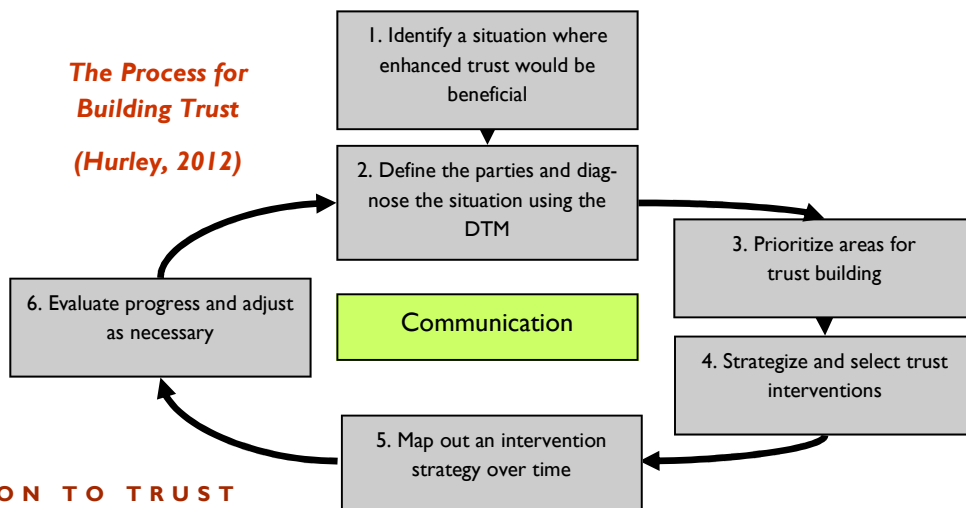 The Process for
Building Trust
(Hurley, 2012)
1. Identify a situation where
enhanced trust would be
beneficial
2. Define the parties and diag-
nose the situation using the
DTM
3. Prioritize areas for
trust building
6. Evaluate progress and adjust
as necessary
Communication
4. Strategize and select trust
interventions
5. Map out an intervention
strategy over time
ON TO TRUST